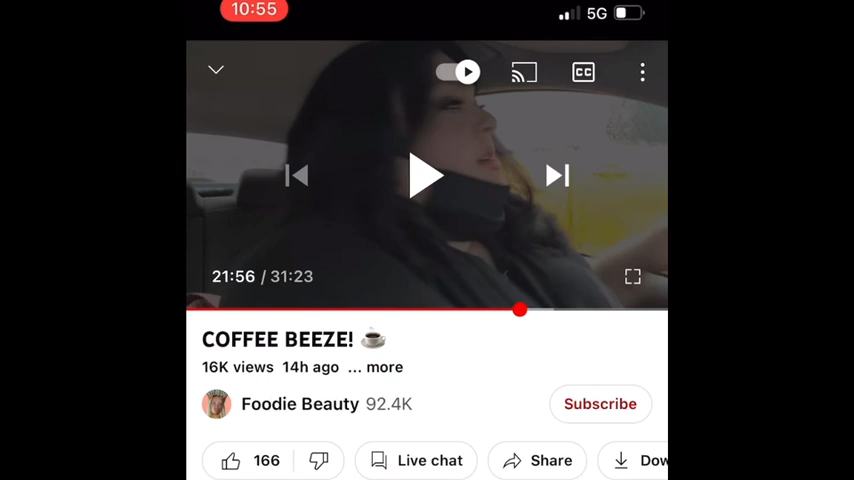 10:55
5G
CC
21:56 / 31:23
COFFEE BEEZE! ☕
16K views 14h ago ... more
Foodie Beauty 92.4K
Subscribe
166
Live chat
Share
Dow